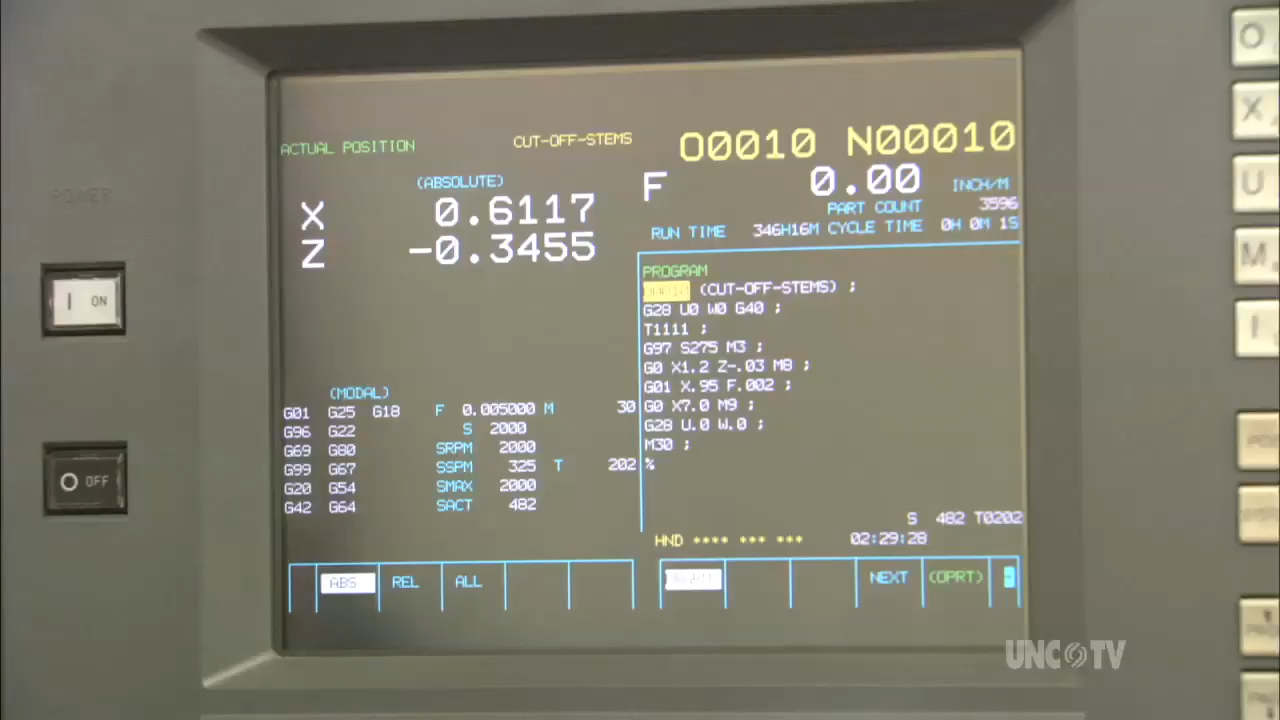 POWER
I ON
O OFF
ACTUAL POSITION
CUT-OFF-STEMS
O0010 N00010
(ABSOLUTE)
X 0.6117
Z -0.3455
F 0.00 INCH/M
PART COUNT 3596
RUN TIME 346H16M CYCLE TIME 0H 0M 1S
PROGRAM
O0010 (CUT-OFF-STEMS) ;
G28 U0 W0 G40 ;
T1111 ;
G97 S275 M3 ;
G0 X1.2 Z-.03 M8 ;
G01 X.95 F.002 ;
G0 X7.0 M9 ;
G28 U.0 W.0 ;
M30 ;
%
(MODAL)
G01 G25 G18 F 0.005000 M 30
G96 G22 S 2000
G69 G80 SRPM 2000
G99 G67 SSPM 325 T 202
G20 G54 SMAX 2000
G42 G64 SACT 482
S 482 T0202
HND **** *** *** 02:29:28
ABS REL ALL
NEXT (OPRT)
O
X
U
M
I
UNC TV